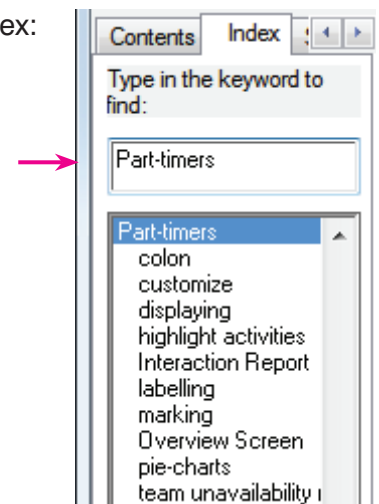 ex:
Contents Index
Type in the keyword to
find:
Part-timers
Part-timers
colon
customize
displaying
highlight activities
Interaction Report
labelling
marking
Overview Screen
pie-charts
team unavailability